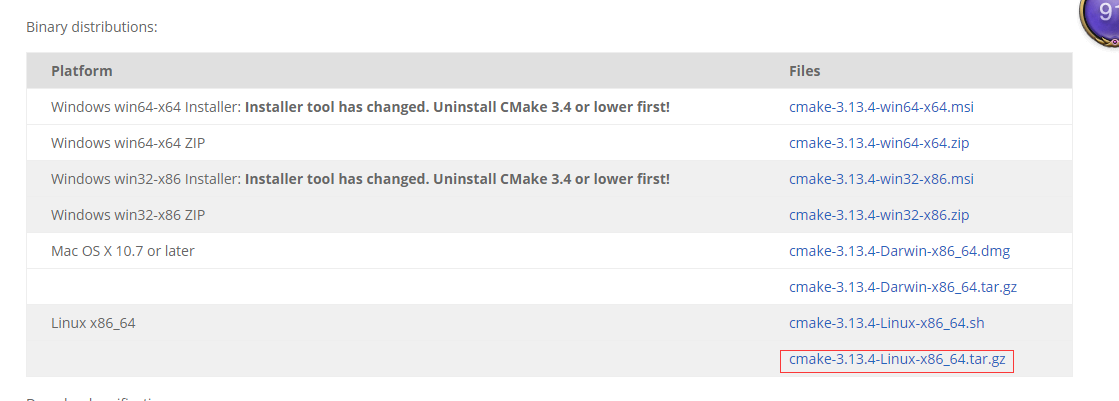 Binary distributions:
Platform Files
Windows win64-x64 Installer: Installer tool has changed. Uninstall CMake 3.4 or lower first! cmake-3.13.4-win64-x64.msi
Windows win64-x64 ZIP cmake-3.13.4-win64-x64.zip
Windows win32-x86 Installer: Installer tool has changed. Uninstall CMake 3.4 or lower first! cmake-3.13.4-win32-x86.msi
Windows win32-x86 ZIP cmake-3.13.4-win32-x86.zip
Mac OS X 10.7 or later cmake-3.13.4-Darwin-x86_64.dmg
cmake-3.13.4-Darwin-x86_64.tar.gz
Linux x86_64 cmake-3.13.4-Linux-x86_64.sh
cmake-3.13.4-Linux-x86_64.tar.gz